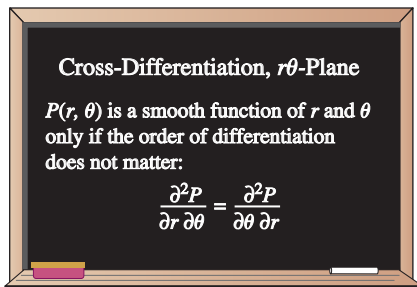 Cross-Differentiation, rθ-Plane
P(r, θ) is a smooth function of r and θ
only if the order of differentiation
does not matter:
∂²P/∂r ∂θ = ∂²P/∂θ ∂r